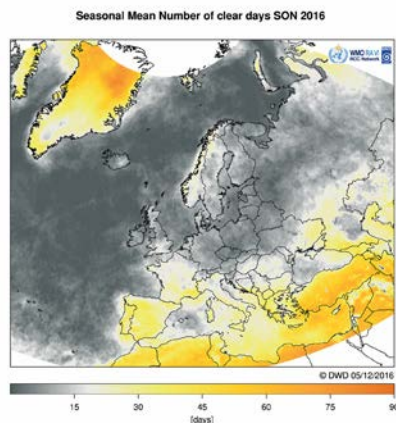 Seasonal Mean Number of clear days SON 2016
WMO RA VI
RCC-Network
© DWD 05/12/2016
15 30 45 60 75 90
[days]